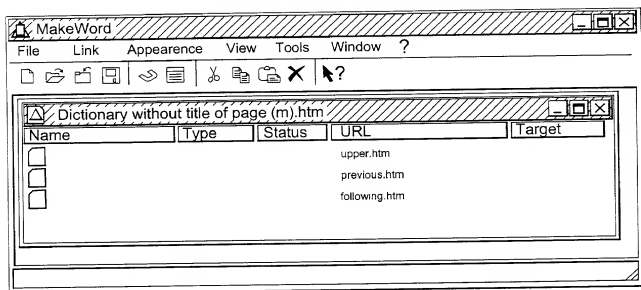 MakeWord
File Link Appearence View Tools Window ?
?
Dictionary without title of page (m).htm
Name Type Status URL Target
upper.htm
previous.htm
following.htm